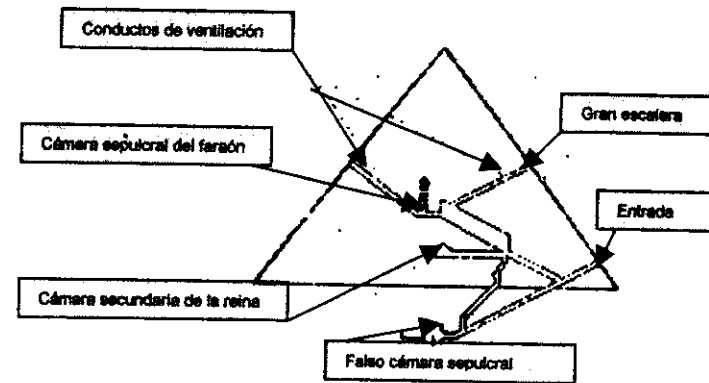 Conductos de ventilación
Gran escalera
Cámara sepulcral del faraón
Entrada
Cámara secundaria de la reina
Falso cámara sepulcral